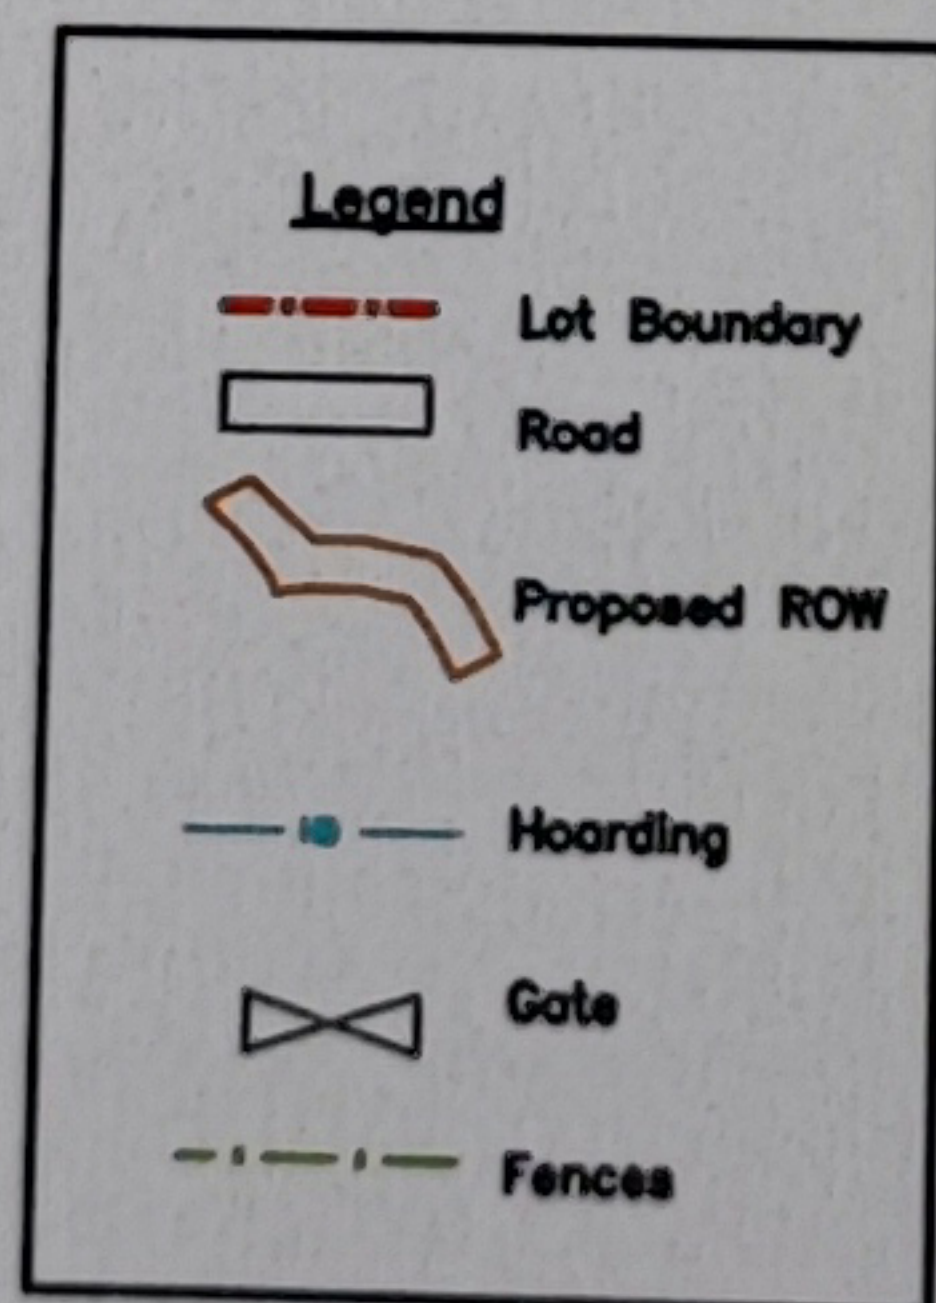 Legend
Lot Boundary
Road
Proposed ROW
Hoarding
Gate
Fences